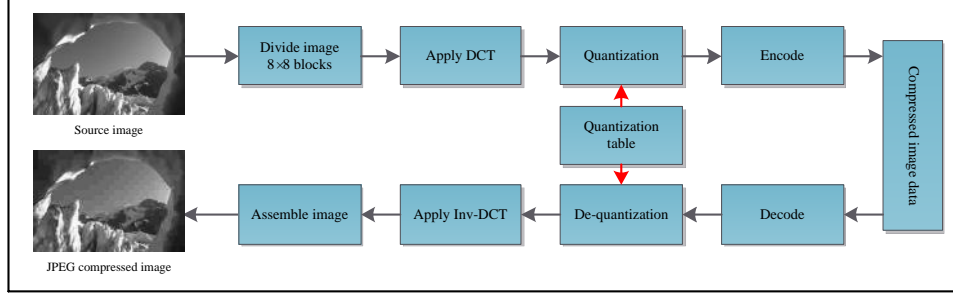 Source image
Divide image
8×8 blocks
Apply DCT
Quantization
Encode
Compressed image data
Quantization
table
Decode
De-quantization
Apply Inv-DCT
Assemble image
JPEG compressed image